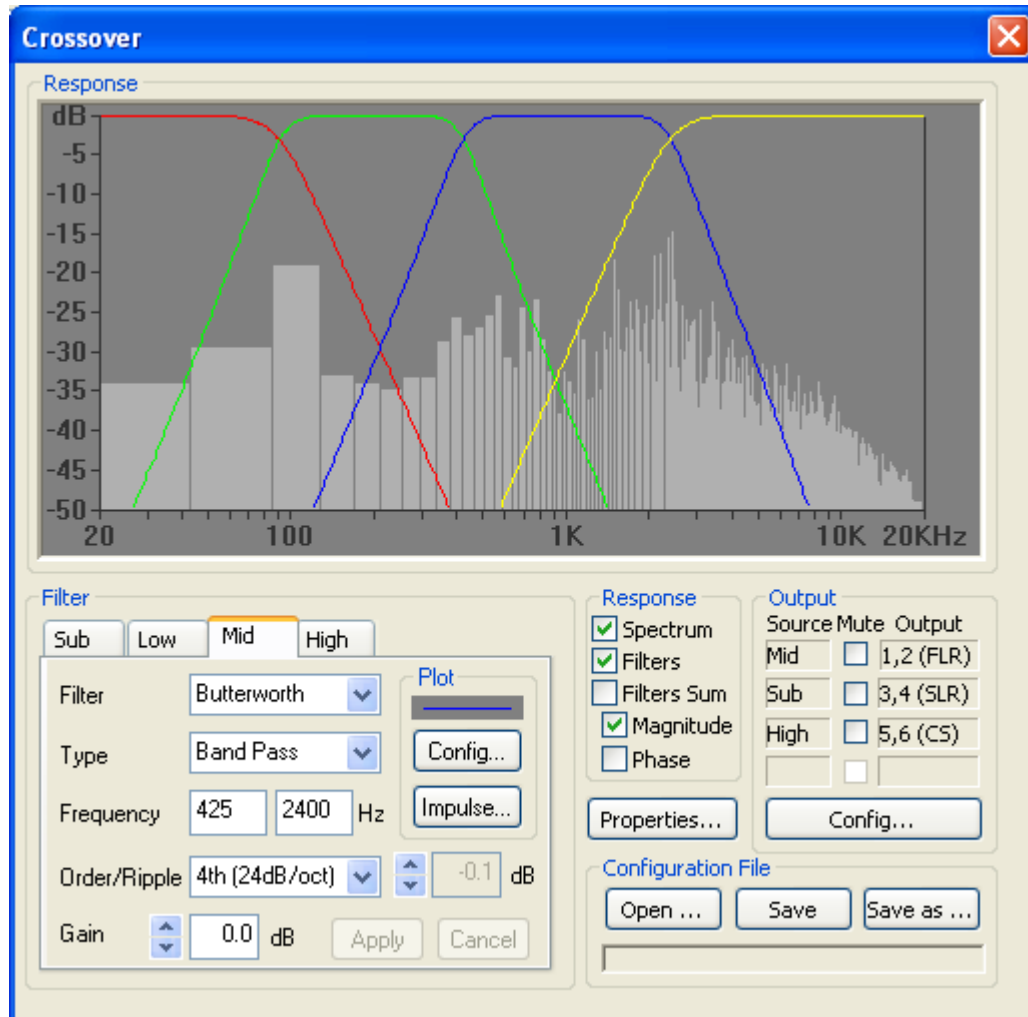 Crossover
Response
dB
-5
-10
-15
-20
-25
-30
-35
-40
-45
-50
20 100 1K 10K 20KHz
Filter
Sub Low Mid High
Filter Butterworth
Type Band Pass
Frequency 425 2400 Hz
Order/Ripple 4th (24dB/oct) -0.1 dB
Gain 0.0 dB Apply Cancel
Plot
Config...
Impulse...
Response
Spectrum
Filters
Filters Sum
Magnitude
Phase
Properties...
Output
Source Mute Output
Mid 1,2 (FLR)
Sub 3,4 (SLR)
High 5,6 (CS)
Config...
Configuration File
Open ... Save Save as ...